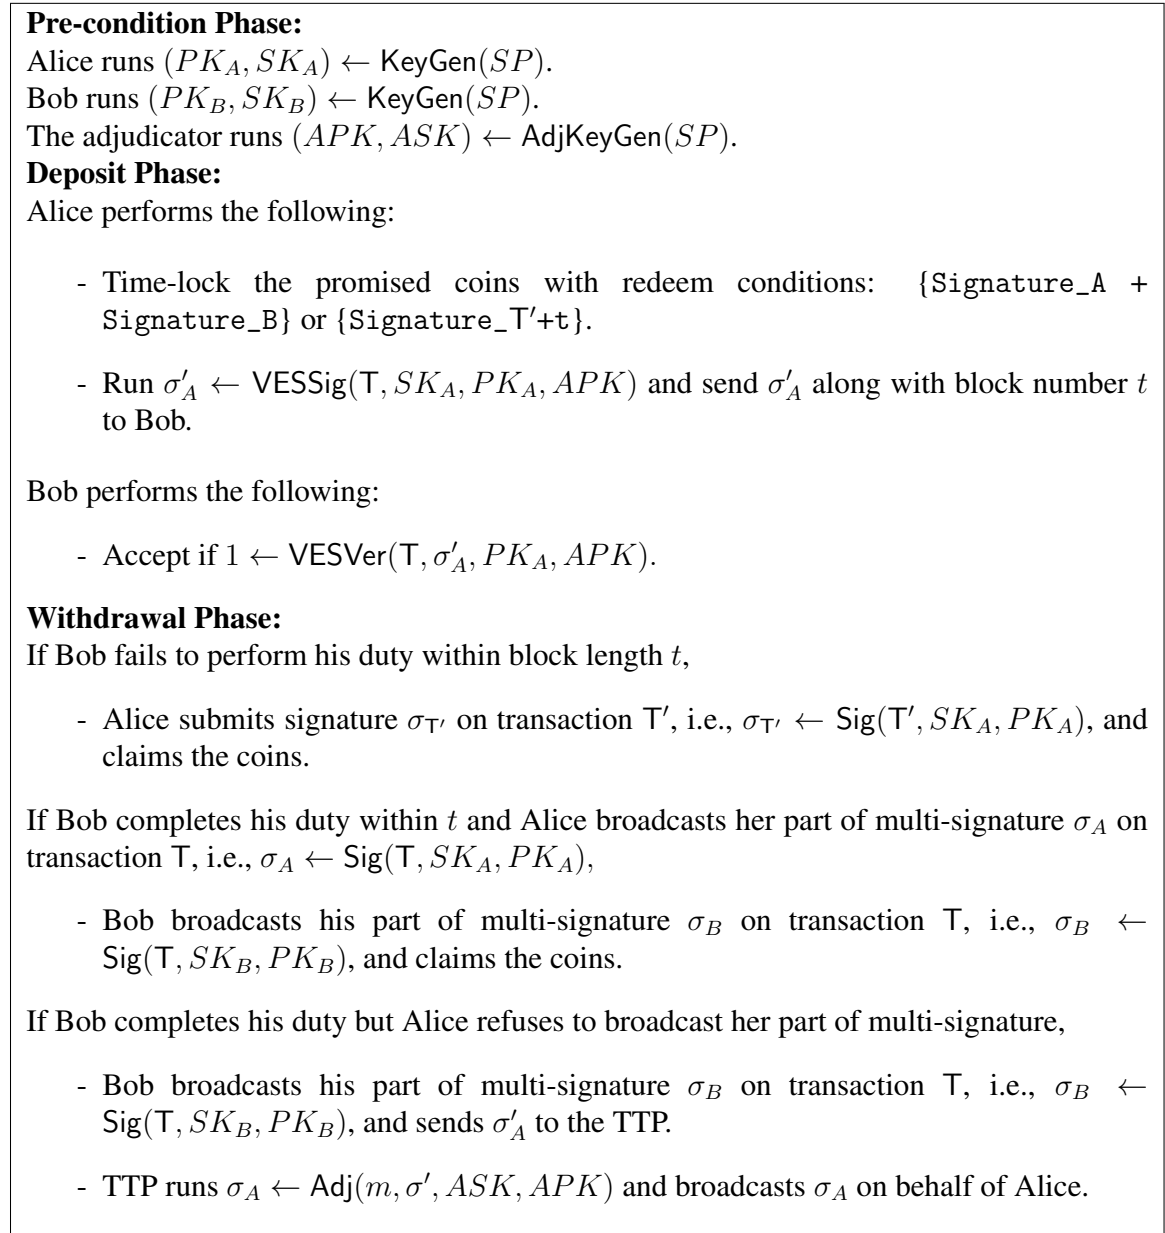 Pre-condition Phase:
Alice runs (PK_A, SK_A) ← KeyGen(SP).
Bob runs (PK_B, SK_B) ← KeyGen(SP).
The adjudicator runs (APK, ASK) ← AdjKeyGen(SP).
Deposit Phase:
Alice performs the following:
- Time-lock the promised coins with redeem conditions: {Signature_A +
Signature_B} or {Signature_T′+t}.
- Run σ′_A ← VESSig(T, SK_A, PK_A, APK) and send σ′_A along with block number t
to Bob.
Bob performs the following:
- Accept if 1 ← VESVer(T, σ′_A, PK_A, APK).
Withdrawal Phase:
If Bob fails to perform his duty within block length t,
- Alice submits signature σ_T′ on transaction T′, i.e., σ_T′ ← Sig(T′, SK_A, PK_A), and
claims the coins.
If Bob completes his duty within t and Alice broadcasts her part of multi-signature σ_A on
transaction T, i.e., σ_A ← Sig(T, SK_A, PK_A),
- Bob broadcasts his part of multi-signature σ_B on transaction T, i.e., σ_B ←
Sig(T, SK_B, PK_B), and claims the coins.
If Bob completes his duty but Alice refuses to broadcast her part of multi-signature,
- Bob broadcasts his part of multi-signature σ_B on transaction T, i.e., σ_B ←
Sig(T, SK_B, PK_B), and sends σ′_A to the TTP.
- TTP runs σ_A ← Adj(m, σ′, ASK, APK) and broadcasts σ_A on behalf of Alice.